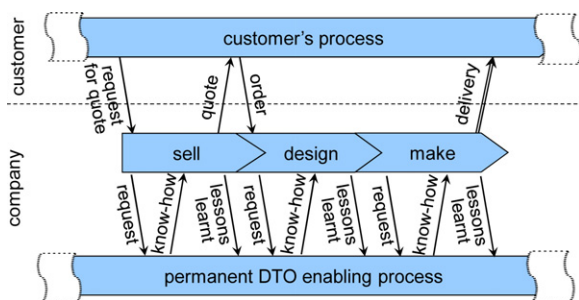 customer
customer's process
request
for quote
quote
order
delivery
company
sell
design
make
request
know-how
lessons
learnt
request
know-how
lessons
learnt
request
know-how
lessons
learnt
permanent DTO enabling process